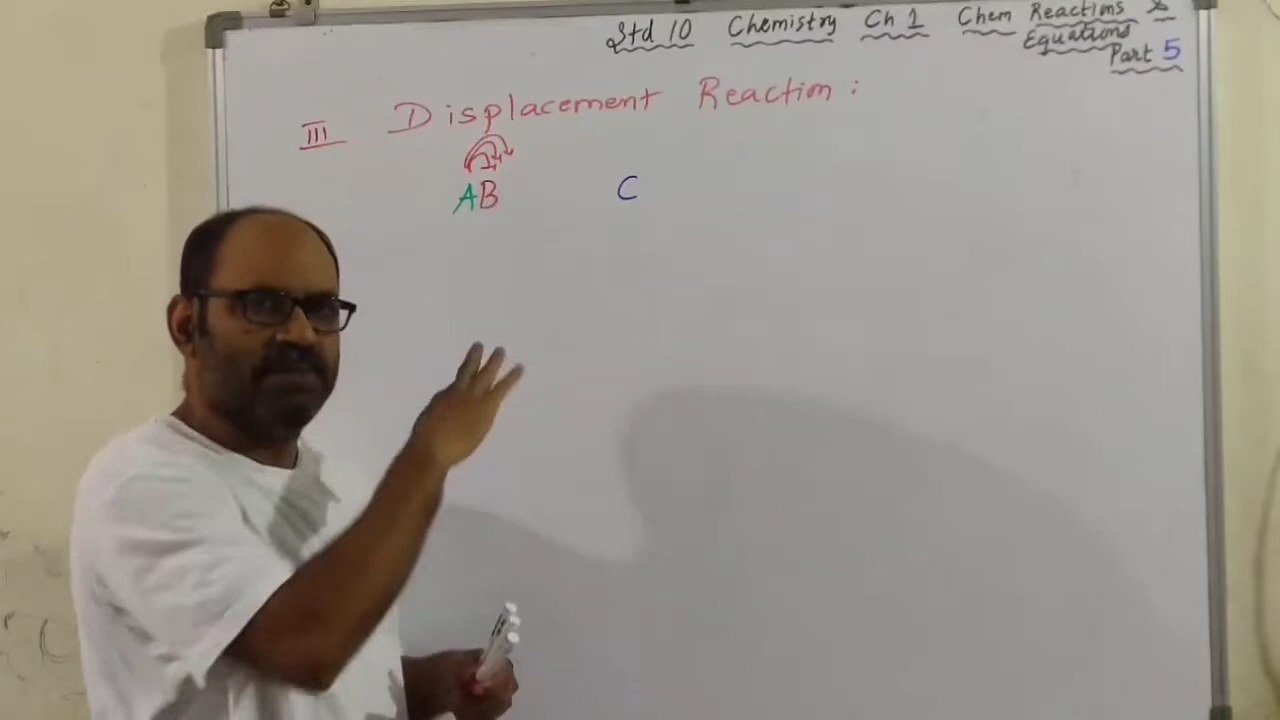 Std 10 Chemistry Ch 1 Chem Reactions &
Equations
Part 5
III Displacement Reaction :
AB C